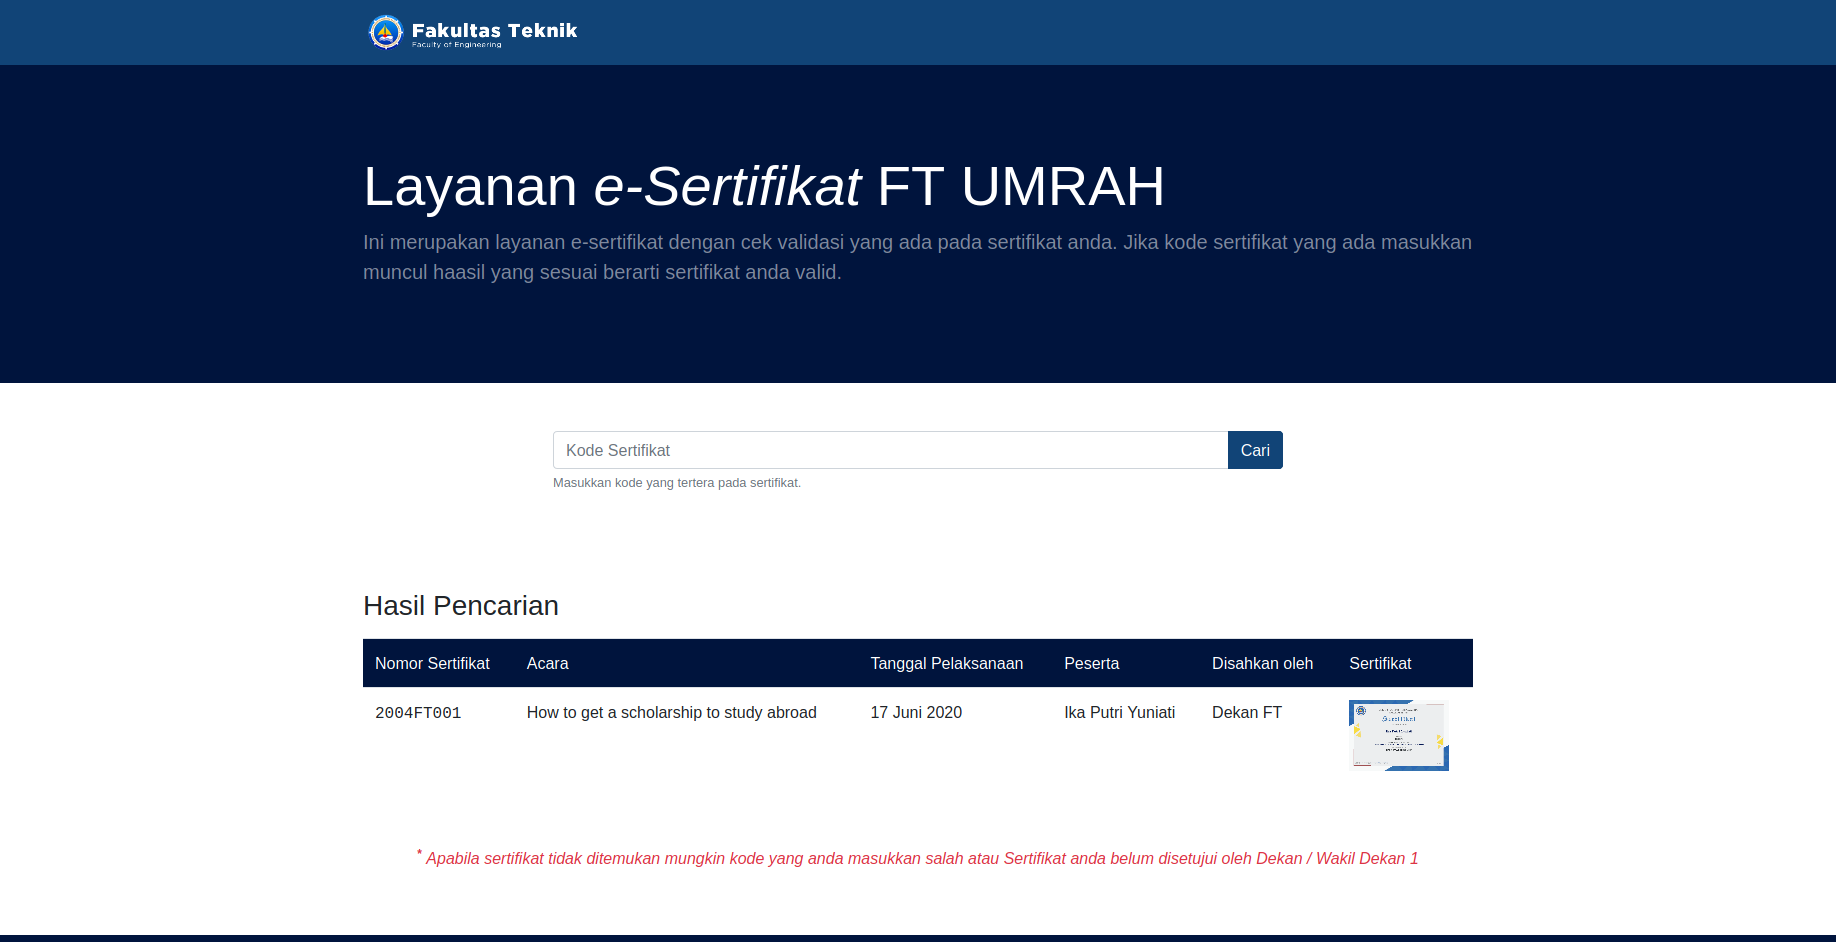 Fakultas Teknik
Faculty of Engineering
Layanan e-Sertifikat FT UMRAH
Ini merupakan layanan e-sertifikat dengan cek validasi yang ada pada sertifikat anda. Jika kode sertifikat yang ada masukkan
muncul haasil yang sesuai berarti sertifikat anda valid.
Kode Sertifikat
Cari
Masukkan kode yang tertera pada sertifikat.
Hasil Pencarian
Nomor Sertifikat Acara Tanggal Pelaksanaan Peserta Disahkan oleh Sertifikat
2004FT001 How to get a scholarship to study abroad 17 Juni 2020 Ika Putri Yuniati Dekan FT
* Apabila sertifikat tidak ditemukan mungkin kode yang anda masukkan salah atau Sertifikat anda belum disetujui oleh Dekan / Wakil Dekan 1